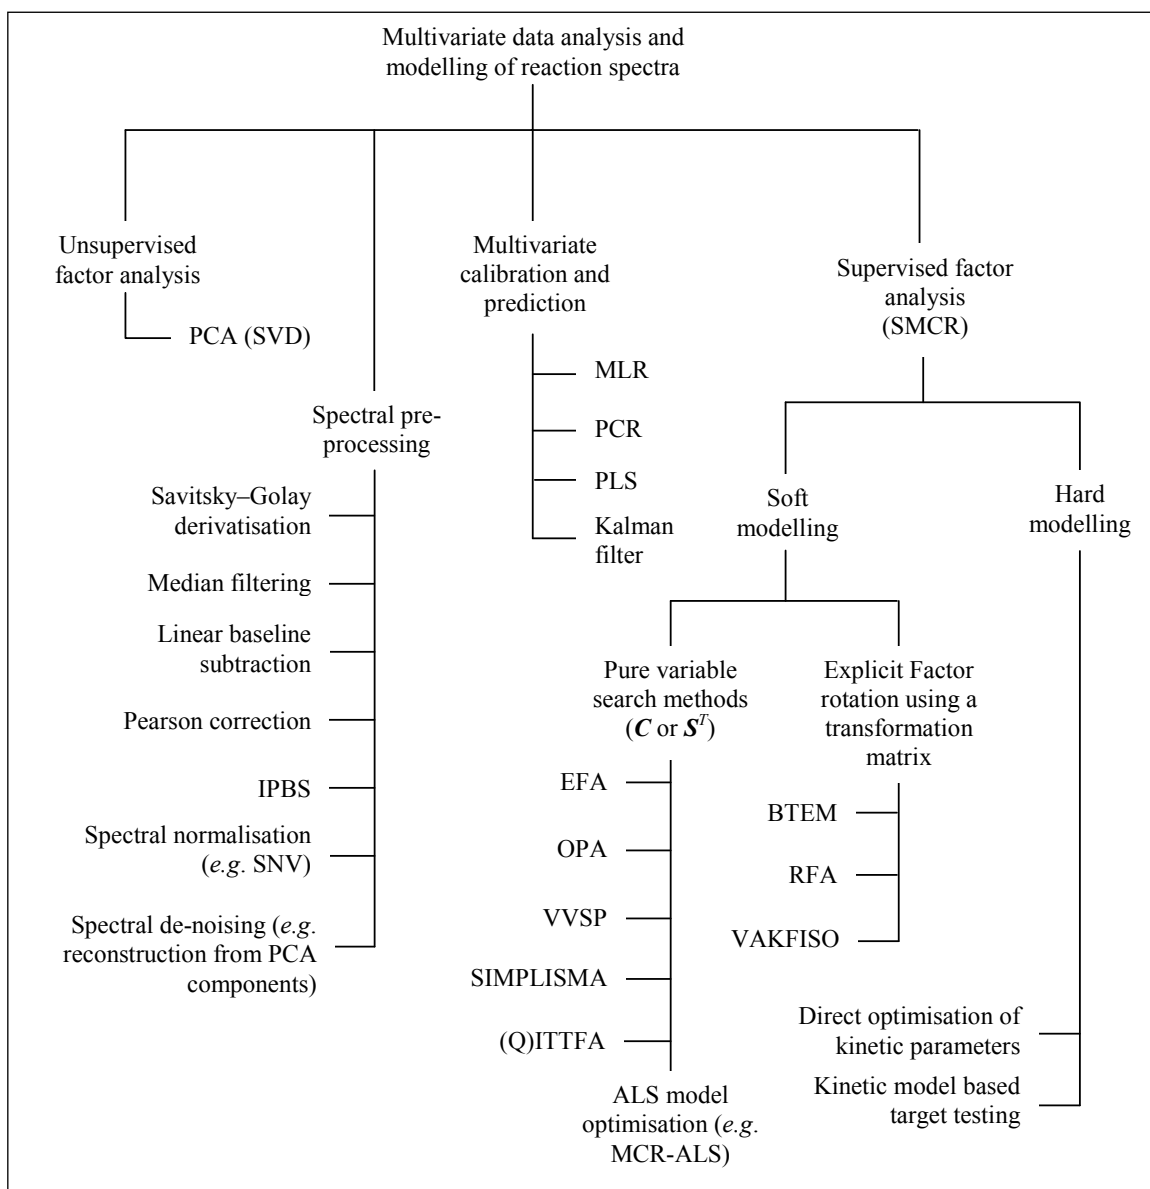 Multivariate data analysis and
modelling of reaction spectra
Unsupervised
factor analysis
PCA (SVD)
Spectral pre-
processing
Savitsky–Golay
derivatisation
Median filtering
Linear baseline
subtraction
Pearson correction
IPBS
Spectral normalisation
(e.g. SNV)
Spectral de-noising (e.g.
reconstruction from PCA
components)
Multivariate
calibration and
prediction
MLR
PCR
PLS
Kalman
filter
Supervised factor
analysis
(SMCR)
Soft
modelling
Pure variable
search methods
(C or S^T)
EFA
OPA
VVSP
SIMPLISMA
(Q)ITTFA
ALS model
optimisation (e.g.
MCR-ALS)
Explicit Factor
rotation using a
transformation
matrix
BTEM
RFA
VAKFISO
Hard
modelling
Direct optimisation of
kinetic parameters
Kinetic model based
target testing